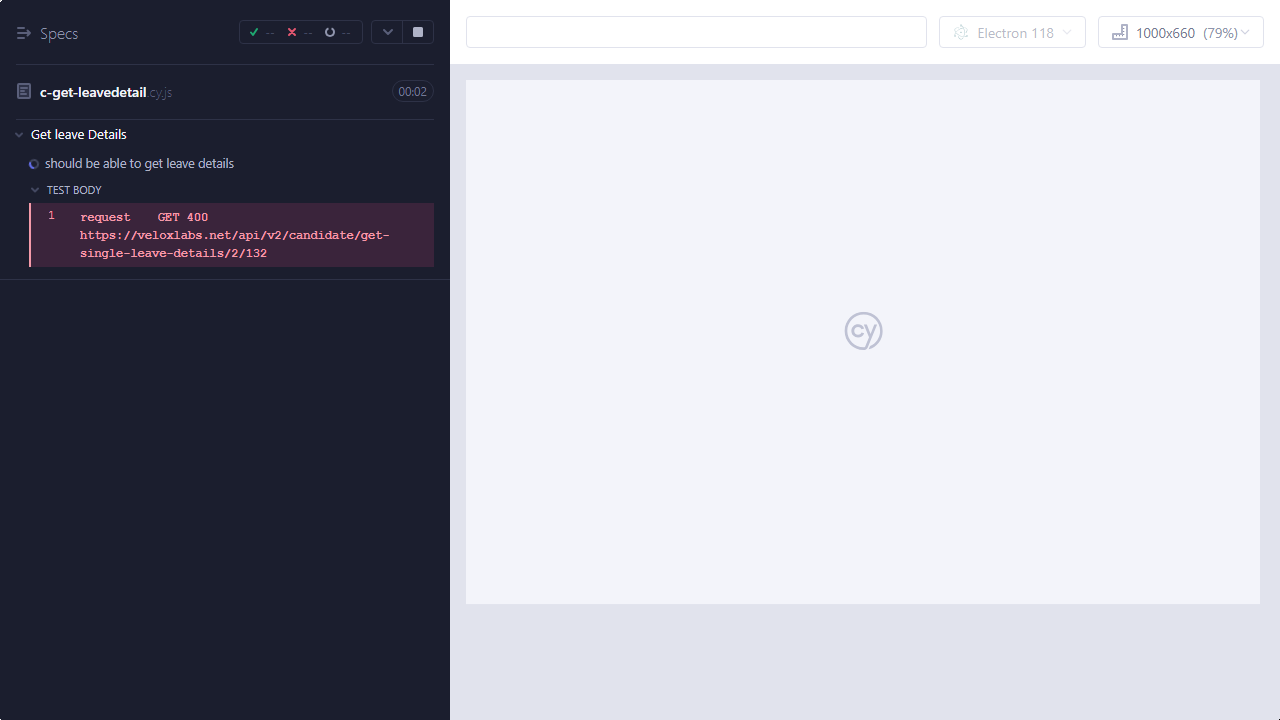 Specs
-- -- --
c-get-leavedetail.cy.js
00:02
Get leave Details
should be able to get leave details
TEST BODY
1 request GET 400
https://veloxlabs.net/api/v2/candidate/get-
single-leave-details/2/132
Electron 118
1000x660 (79%)
cy